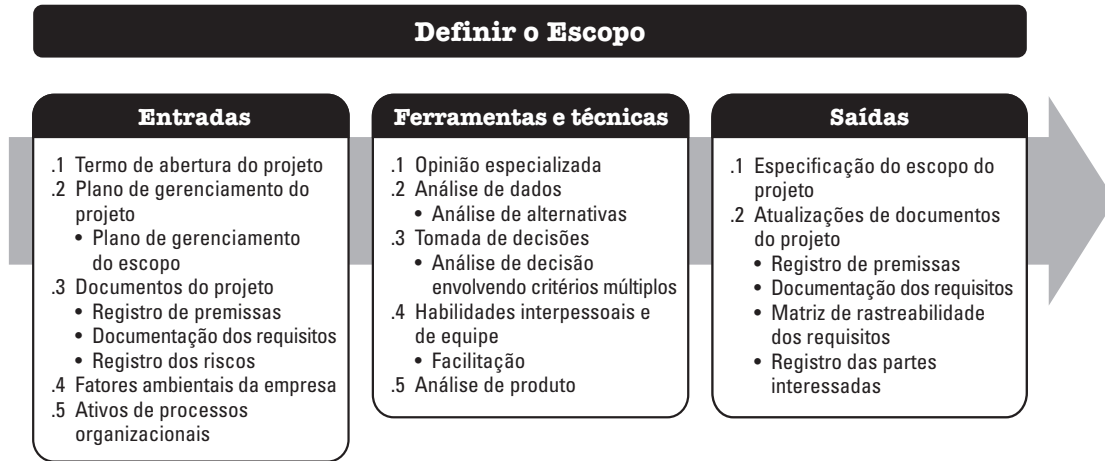 Definir o Escopo
Entradas
.1 Termo de abertura do projeto
.2 Plano de gerenciamento do
projeto
• Plano de gerenciamento
do escopo
.3 Documentos do projeto
• Registro de premissas
• Documentação dos requisitos
• Registro dos riscos
.4 Fatores ambientais da empresa
.5 Ativos de processos
organizacionais
Ferramentas e técnicas
.1 Opinião especializada
.2 Análise de dados
• Análise de alternativas
.3 Tomada de decisões
• Análise de decisão
envolvendo critérios múltiplos
.4 Habilidades interpessoais e
de equipe
• Facilitação
.5 Análise de produto
Saídas
.1 Especificação do escopo do
projeto
.2 Atualizações de documentos
do projeto
• Registro de premissas
• Documentação dos requisitos
• Matriz de rastreabilidade
dos requisitos
• Registro das partes
interessadas